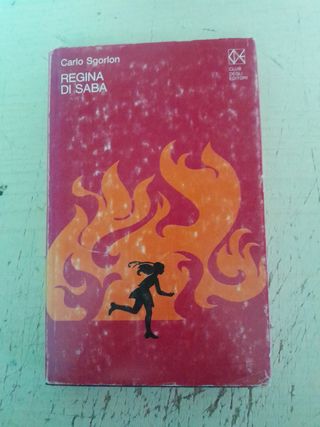 Carlo Sgorlon
REGINA
DI SABA
CLUB
DEGLI
EDITORI